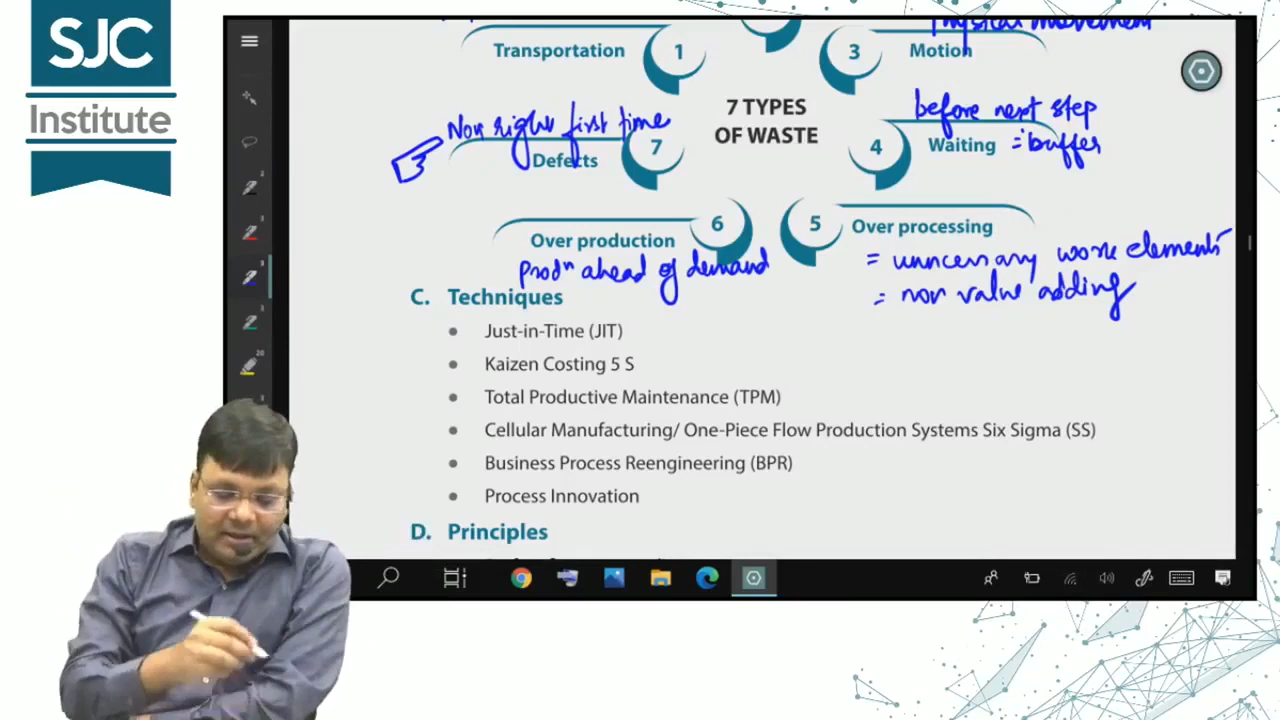 SJC
Institute
Physical movement
Transportation
1
3
Motion
7 TYPES
OF WASTE
Non right first time
before next step
7
Defects
4
Waiting
= buffer
6
5
Over production
Over processing
Prodn ahead of demand
= unncessary work elements
= non value adding
C. Techniques
• Just-in-Time (JIT)
• Kaizen Costing 5 S
• Total Productive Maintenance (TPM)
• Cellular Manufacturing/ One-Piece Flow Production Systems Six Sigma (SS)
• Business Process Reengineering (BPR)
• Process Innovation
D. Principles